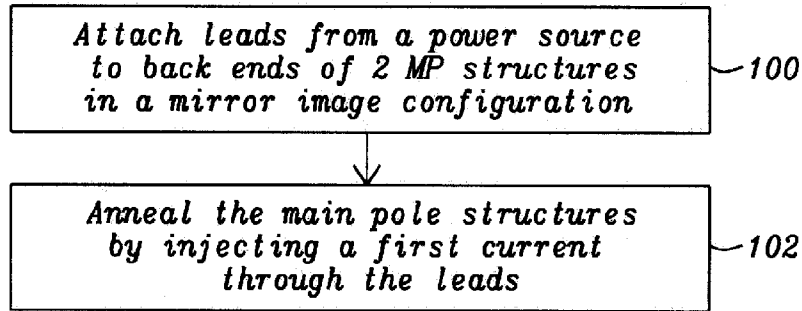 Attach leads from a power source
to back ends of 2 MP structures
in a mirror image configuration
100
Anneal the main pole structures
by injecting a first current
through the leads
102